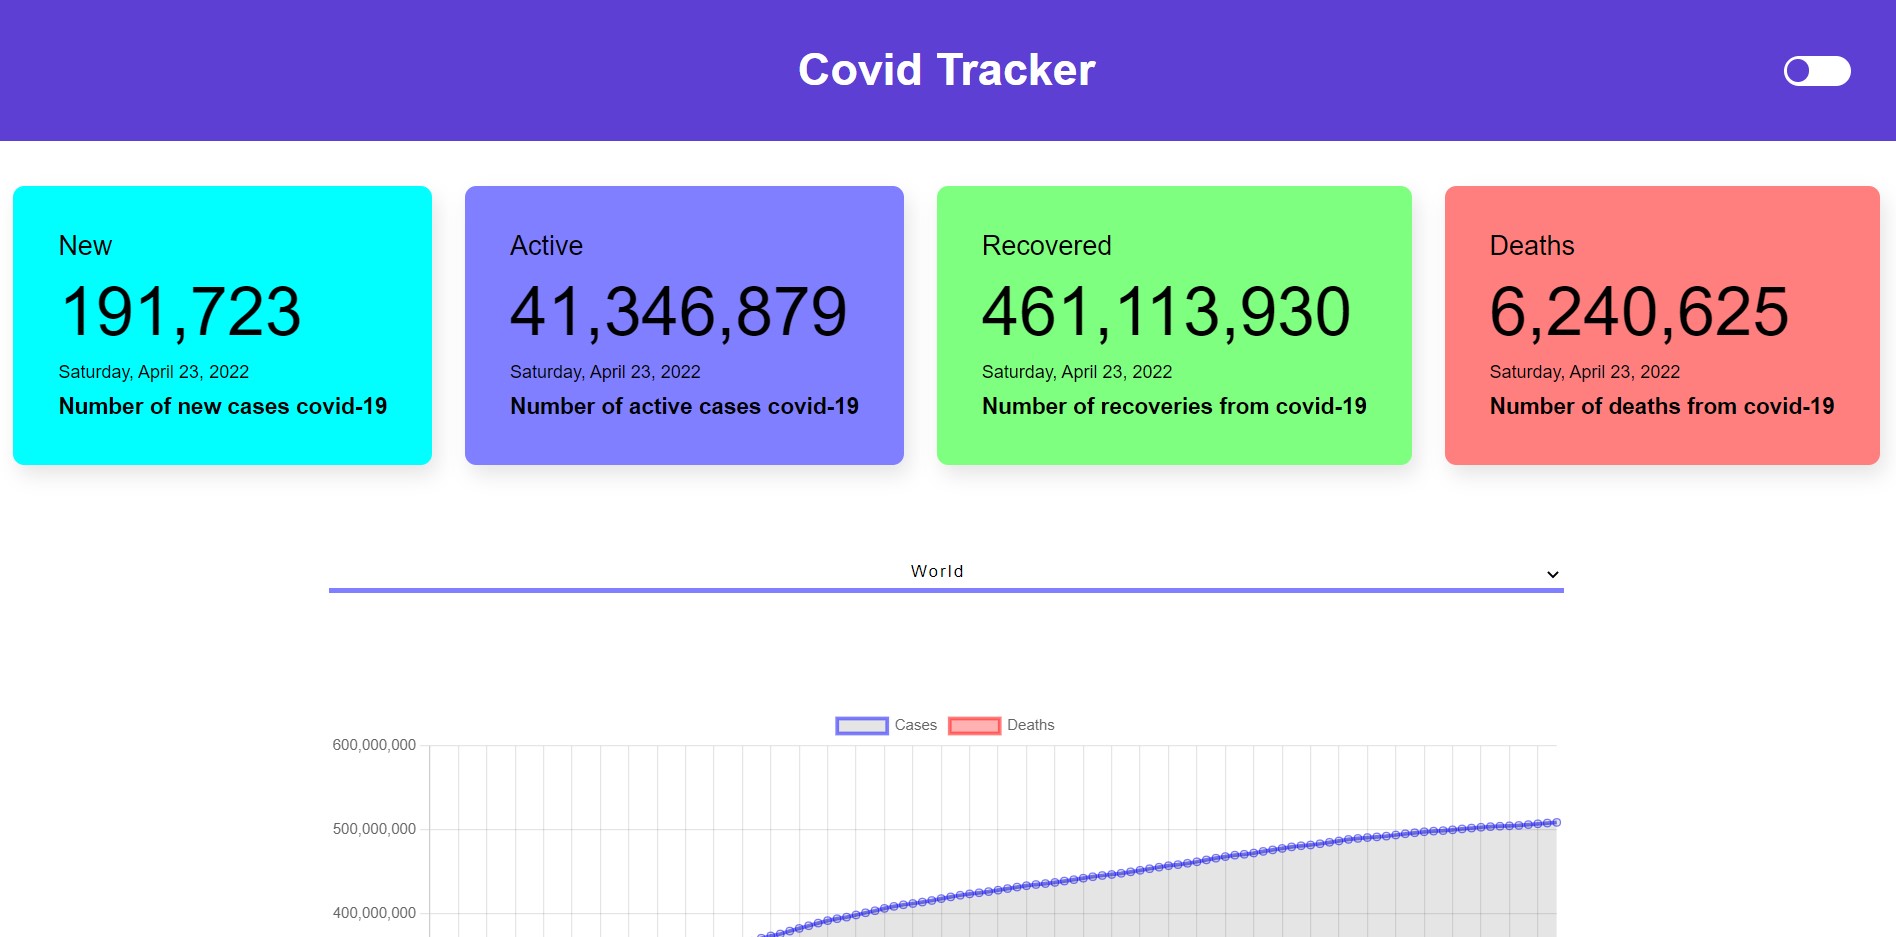 Covid Tracker
New
191,723
Saturday, April 23, 2022
Number of new cases covid-19
Active
41,346,879
Saturday, April 23, 2022
Number of active cases covid-19
Recovered
461,113,930
Saturday, April 23, 2022
Number of recoveries from covid-19
Deaths
6,240,625
Saturday, April 23, 2022
Number of deaths from covid-19
World
Cases Deaths
600,000,000
500,000,000
400,000,000